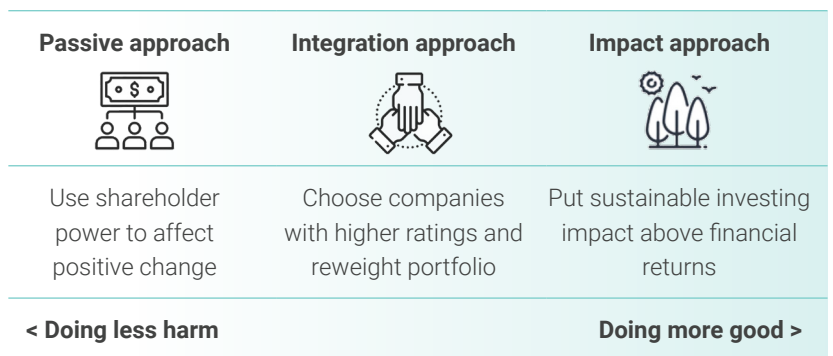 Passive approach
Integration approach
Impact approach
$
Use shareholder
power to affect
positive change
Choose companies
with higher ratings and
reweight portfolio
Put sustainable investing
impact above financial
returns
< Doing less harm
Doing more good >